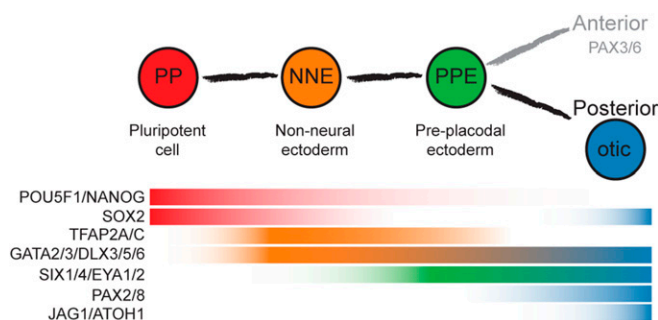 Anterior
PAX3/6
PP
NNE
PPE
Posterior
Pluripotent
cell
Non-neural
ectoderm
Pre-placodal
ectoderm
otic
POU5F1/NANOG
SOX2
TFAP2A/C
GATA2/3/DLX3/5/6
SIX1/4/EYA1/2
PAX2/8
JAG1/ATOH1